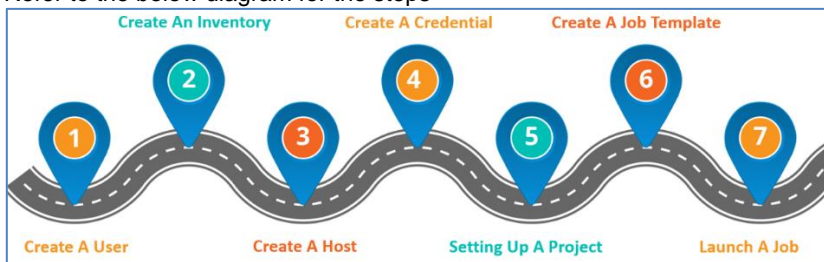 Refer to the below diagram for the steps
Create An Inventory
Create A Credential
Create A Job Template
2
4
6
1
3
5
7
Create A User
Create A Host
Setting Up A Project
Launch A Job